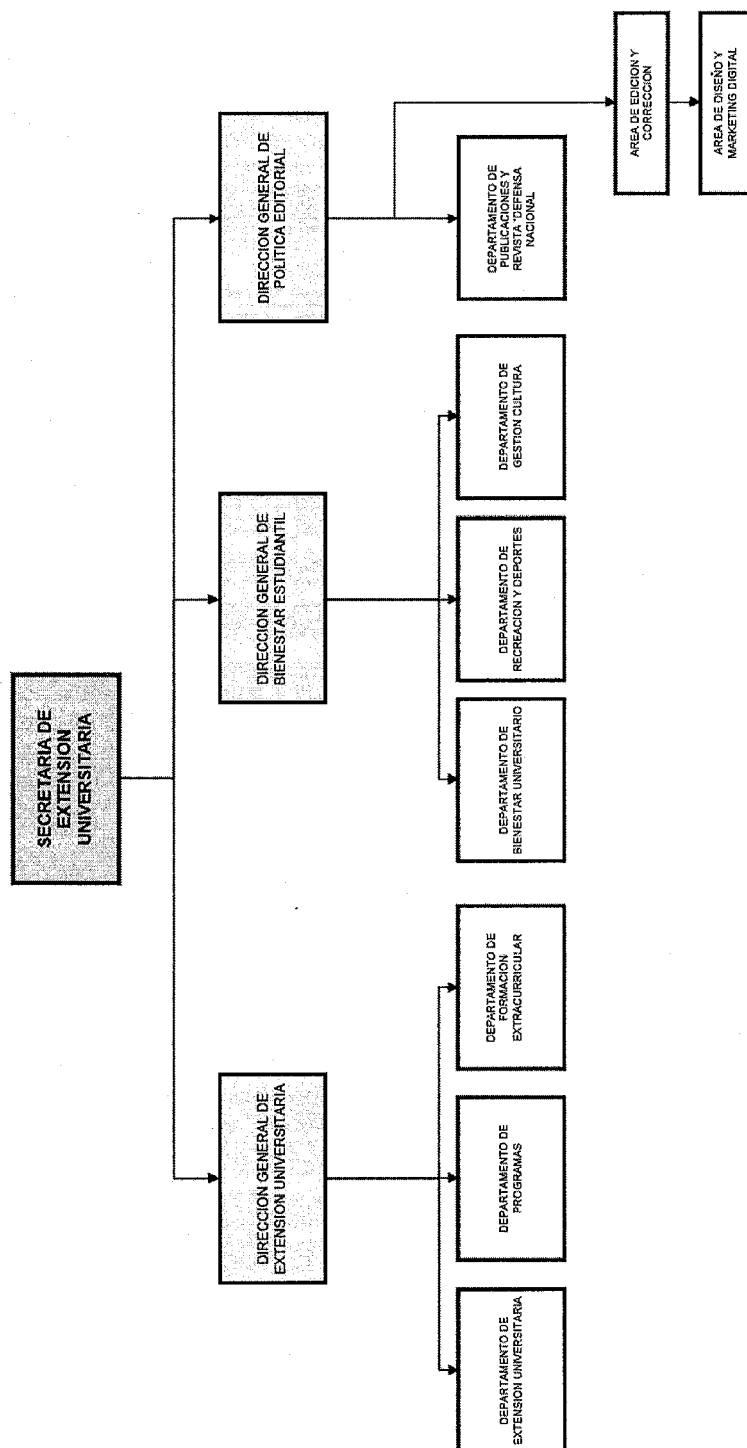 SECRETARIA DE
EXTENSION
UNIVERSITARIA
DIRECCION GENERAL DE
EXTENSION UNIVERSITARIA
DIRECCION GENERAL DE
BIENESTAR ESTUDIANTIL
DIRECCION GENERAL DE
POLITICA EDITORIAL
DEPARTAMENTO DE
EXTENSION UNIVERSITARIA
DEPARTAMENTO DE
PROGRAMAS
DEPARTAMENTO DE
FORMACION
EXTRACURRICULAR
DEPARTAMENTO DE
BIENESTAR UNIVERSITARIO
DEPARTAMENTO DE
RECREACION Y DEPORTES
DEPARTAMENTO DE
GESTION CULTURA
DEPARTAMENTO DE
PUBLICACIONES Y
REVISTA "DEFENSA
NACIONAL
AREA DE EDICION Y
CORRECCION
AREA DE DISEÑO Y
MARKETING DIGITAL